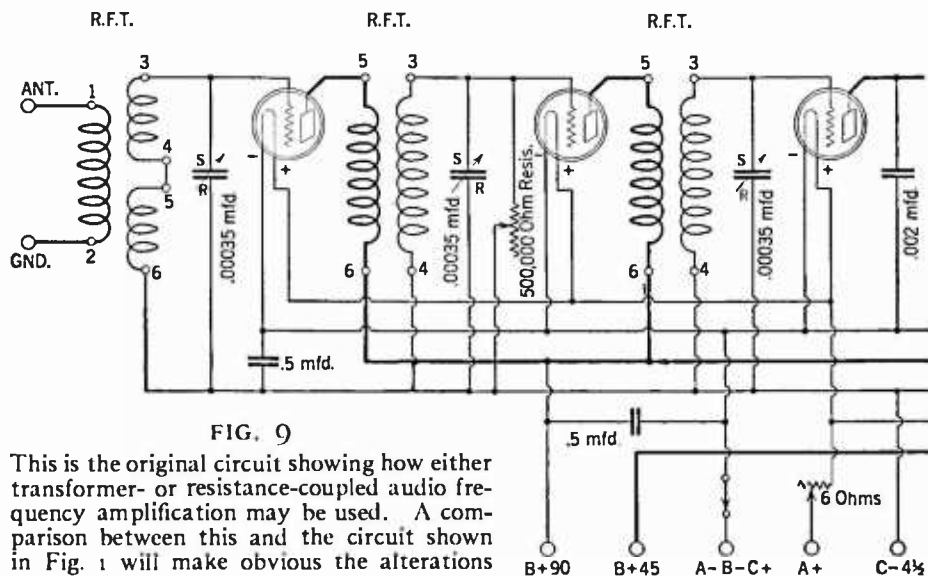 R.F.T. R.F.T. R.F.T.
3 5 3 5 3
ANT. 1
4
5
S S S
R R R
- + - + - +
.00035 mfd .00035 mfd 500,000 Ohm Resis. .00035 mfd .002 mfd
GND. 2
6 6 4 6 4
.5 mfd.
FIG. 9
.5 mfd.
This is the original circuit showing how either
transformer- or resistance-coupled audio fre-
quency amplification may be used. A com-
parison between this and the circuit shown
in Fig. 1 will make obvious the alterations
6 Ohms
B+90 B+45 A-B-C+ A+ C-4½